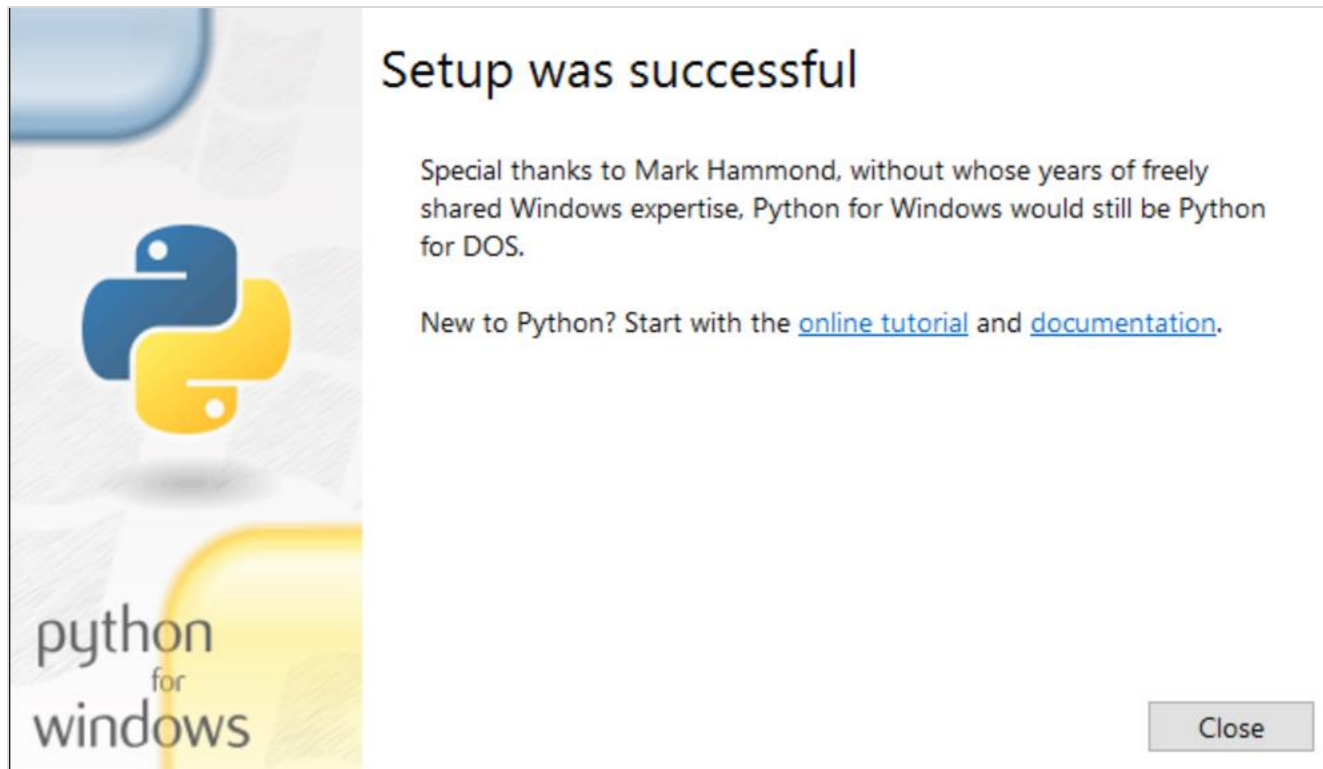 Setup was successful
Special thanks to Mark Hammond, without whose years of freely
shared Windows expertise, Python for Windows would still be Python
for DOS.
New to Python? Start with the online tutorial and documentation.
python
for
windows
Close